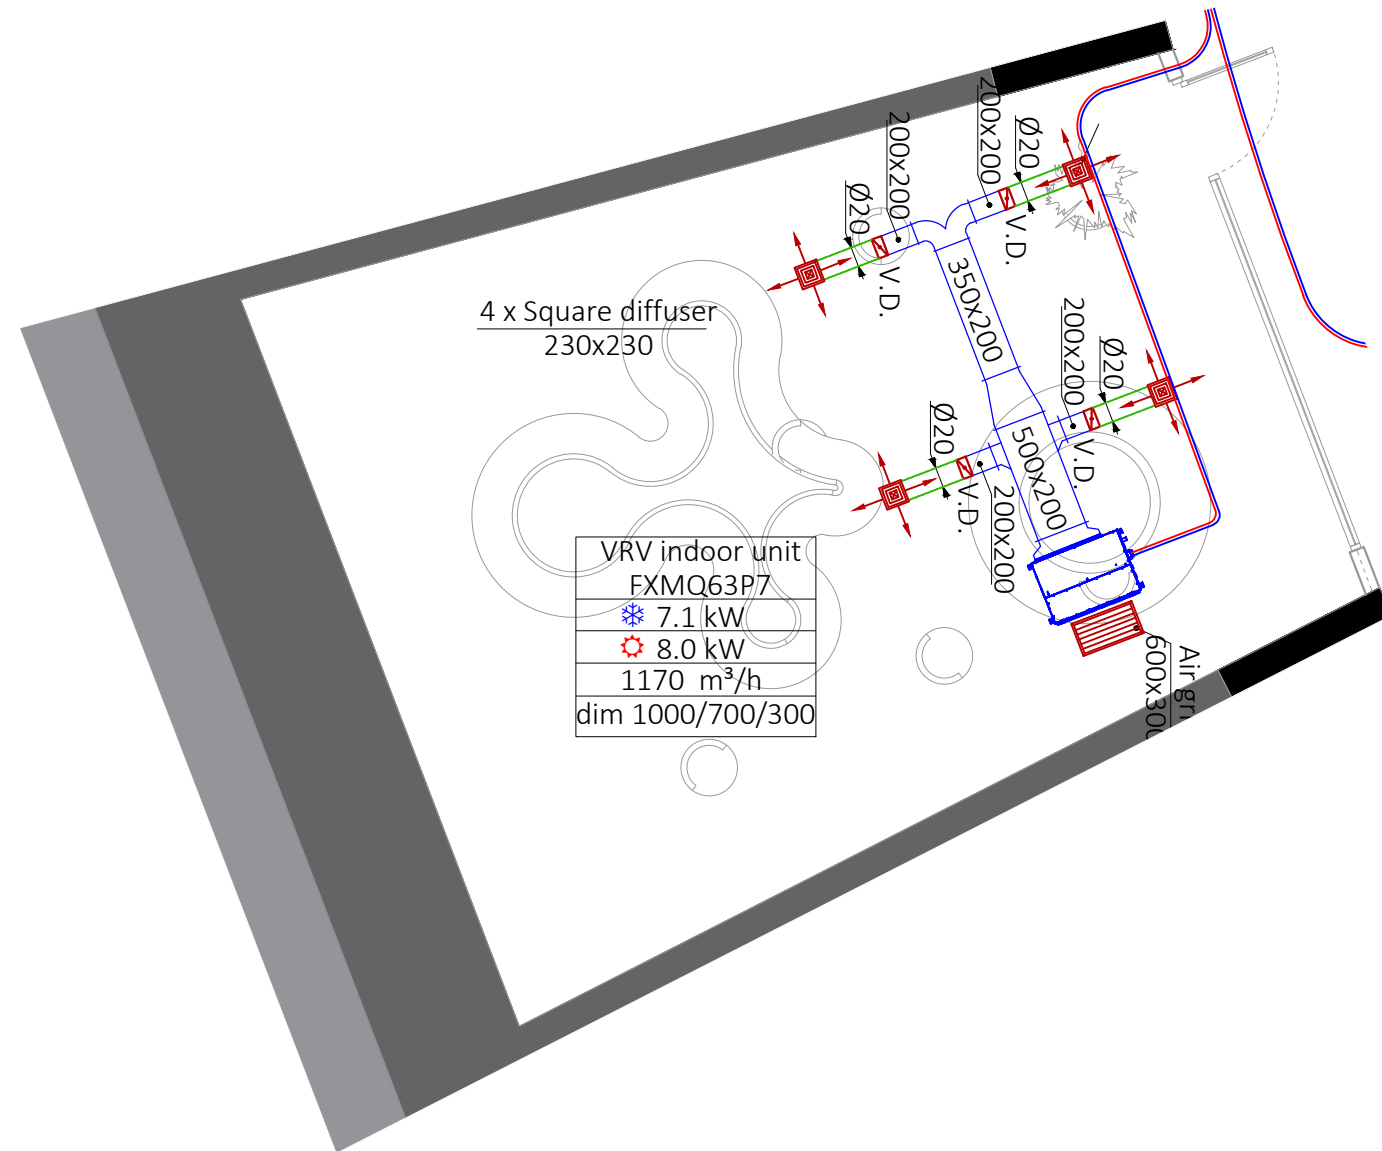 200x200
Ø20
200x200
Ø20
V.D.
V.D.
350x200
4 x Square diffuser
230x230
200x200
Ø20
Ø20
V.D.
500x200
V.D.
200x200
VRV indoor unit
FXMQ63P7
7.1 kW
8.0 kW
1170 m³/h
dim 1000/700/300
Air